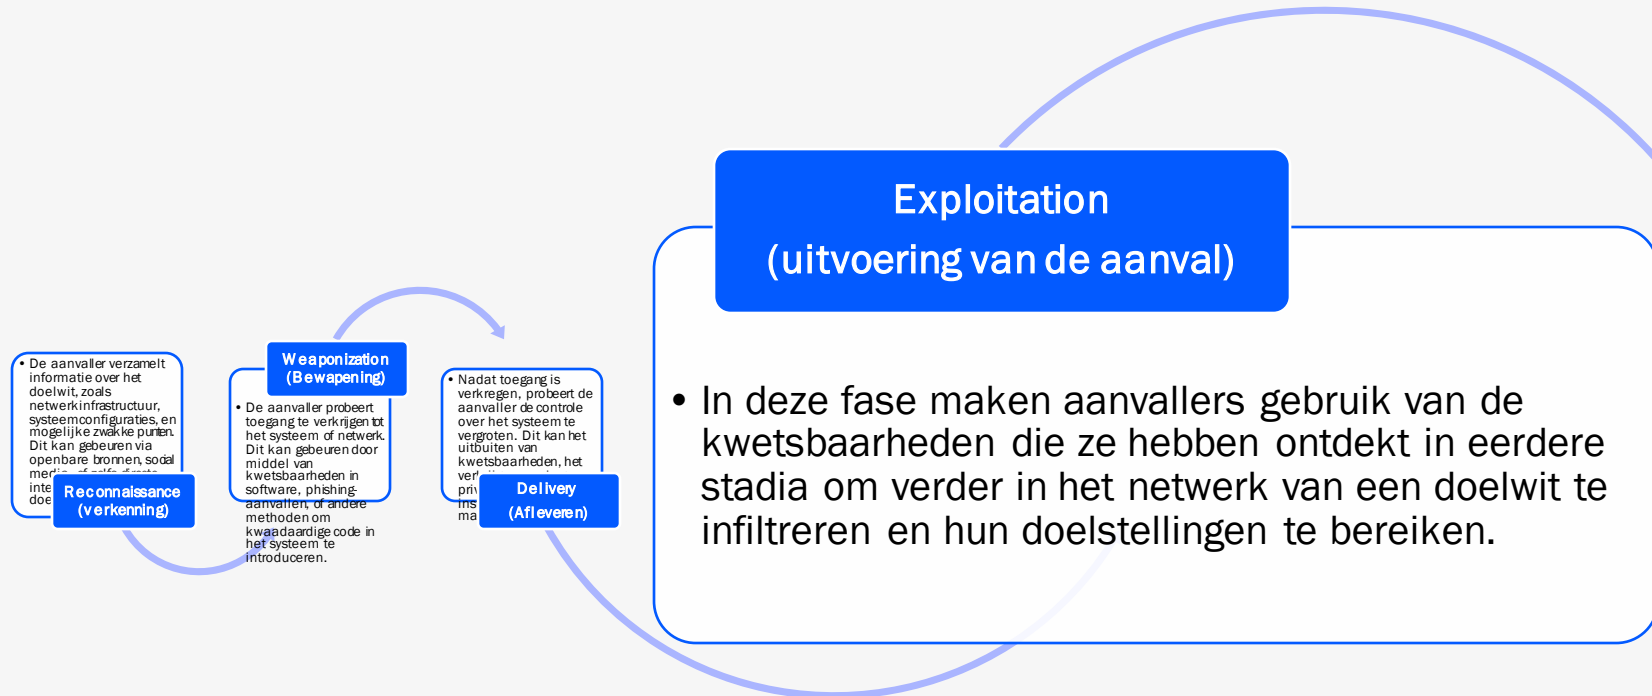 • De aanvaller verzamelt
informatie over het
doelwit, zoals
netwerkinfrastructuur,
systeemconfiguraties, en
mogelijke zwakke punten.
Dit kan gebeuren via
openbare bronnen, social
Reconnaissance
(verkenning)
Weaponization
(Bewapening)
• De aanvaller probeert
toegang te verkrijgen tot
het systeem of netwerk.
Dit kan gebeuren door
middel van
kwetsbaarheden in
software, phishing-
aanvallen, of andere
methoden om
kwaadaardige code in
het systeem te
introduceren.
• Nadat toegang is
verkregen, probeert de
aanvaller de controle
over het systeem te
vergroten. Dit kan het
uitbuiten van
kwetsbaarheden, het
Delivery
(Afleveren)
Exploitation
(uitvoering van de aanval)
• In deze fase maken aanvallers gebruik van de
kwetsbaarheden die ze hebben ontdekt in eerdere
stadia om verder in het netwerk van een doelwit te
infiltreren en hun doelstellingen te bereiken.